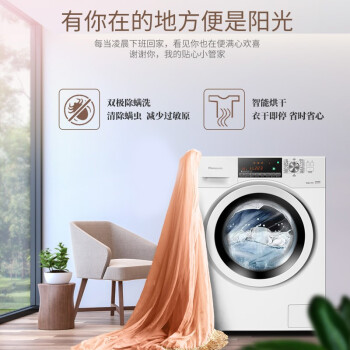 有你在的地方便是阳光
每当凌晨下班回家，看见你也在便满心欢喜
谢谢你，我的贴心小管家
双极除螨洗
清除螨虫 减少过敏原
智能烘干
衣干即停 省时省心